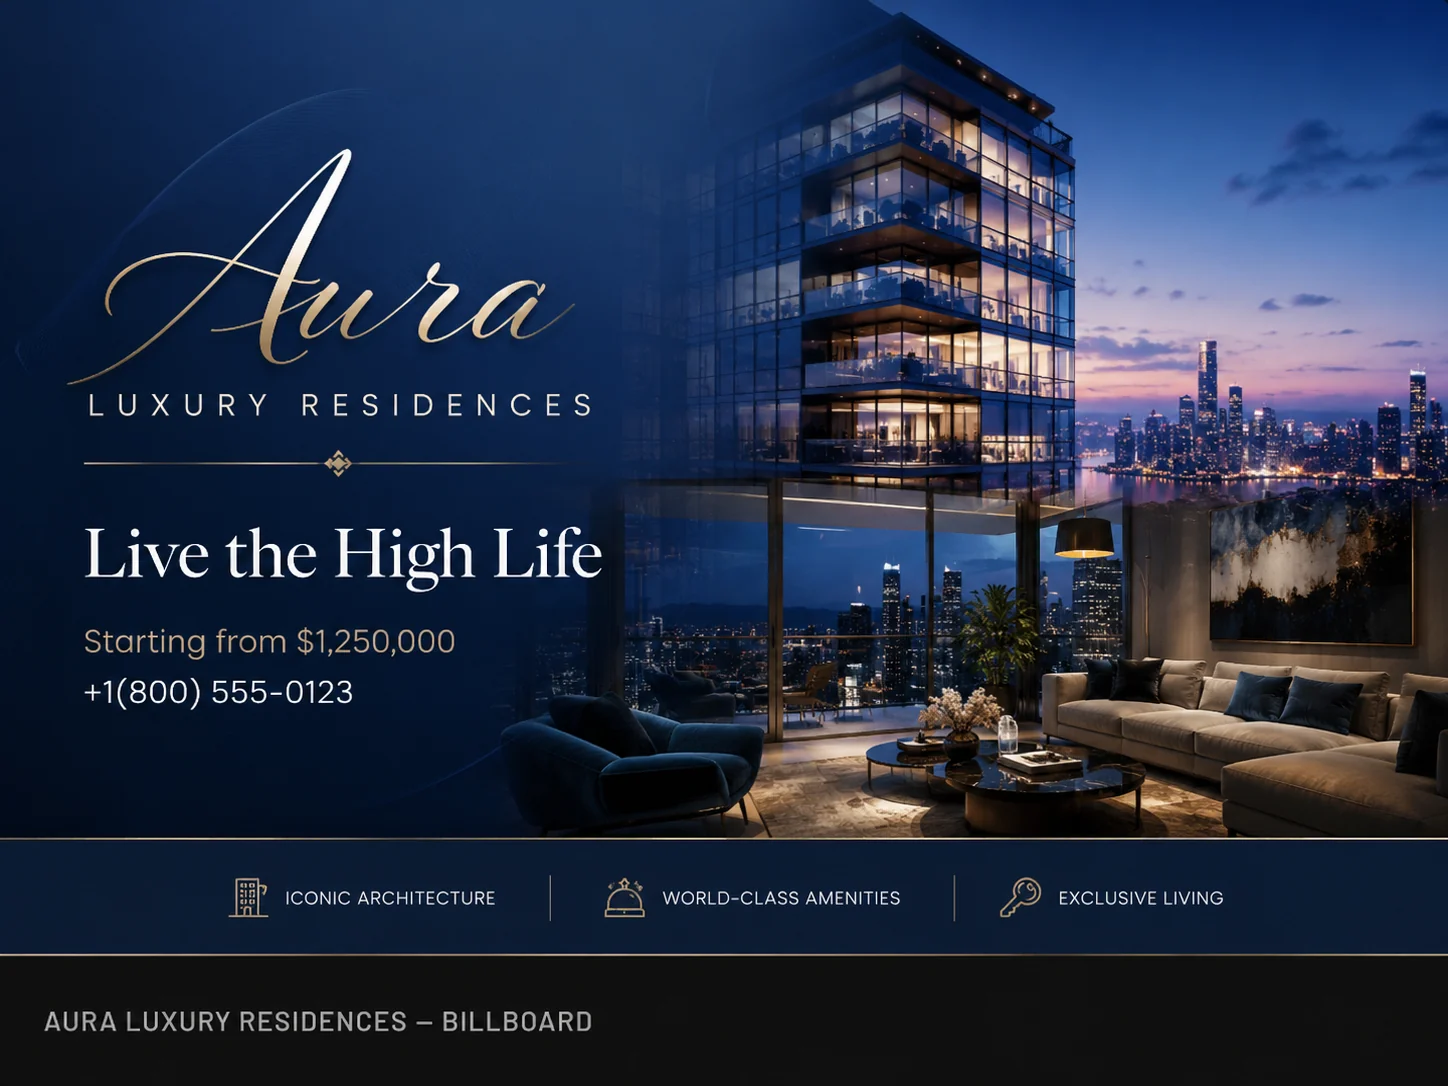 Aura
LUXURY RESIDENCES
Live the High Life
Starting from $1,250,000
+1(800) 555-0123
ICONIC ARCHITECTURE
WORLD-CLASS AMENITIES
EXCLUSIVE LIVING
AURA LUXURY RESIDENCES – BILLBOARD